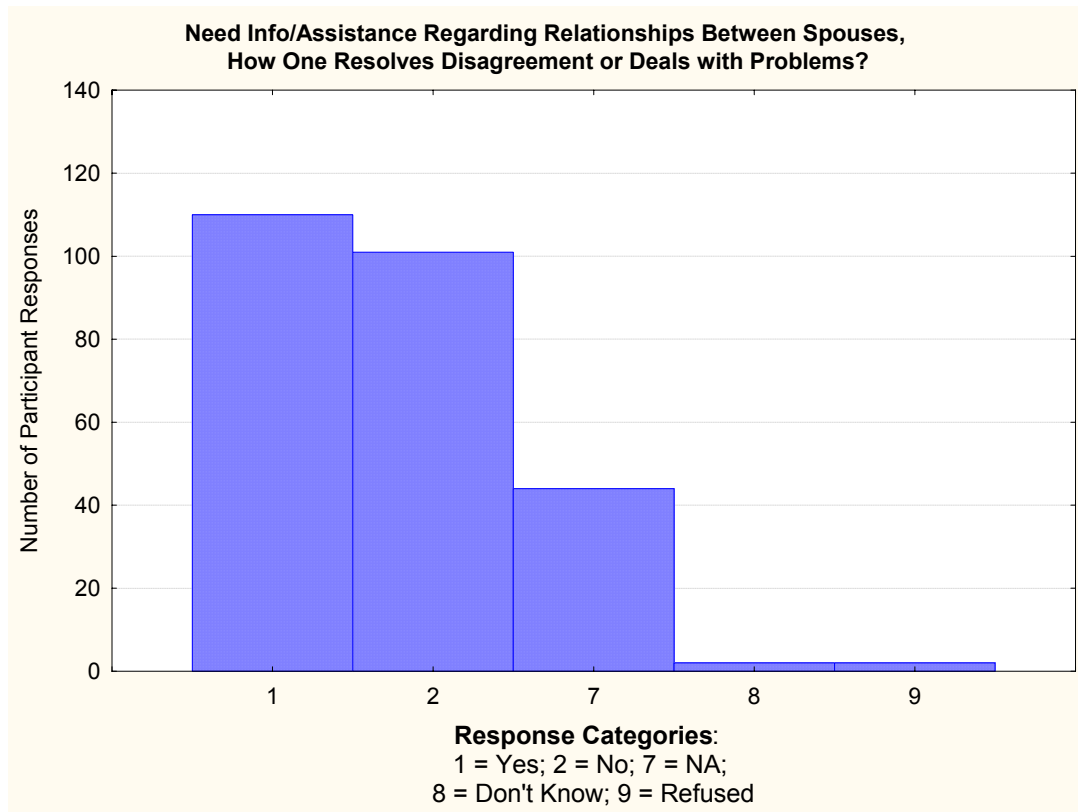 Need Info/Assistance Regarding Relationships Between Spouses,
How One Resolves Disagreement or Deals with Problems?
140
120
100
80
60
40
20
0
Number of Participant Responses
1 2 7 8 9
Response Categories:
1 = Yes; 2 = No; 7 = NA;
8 = Don't Know; 9 = Refused